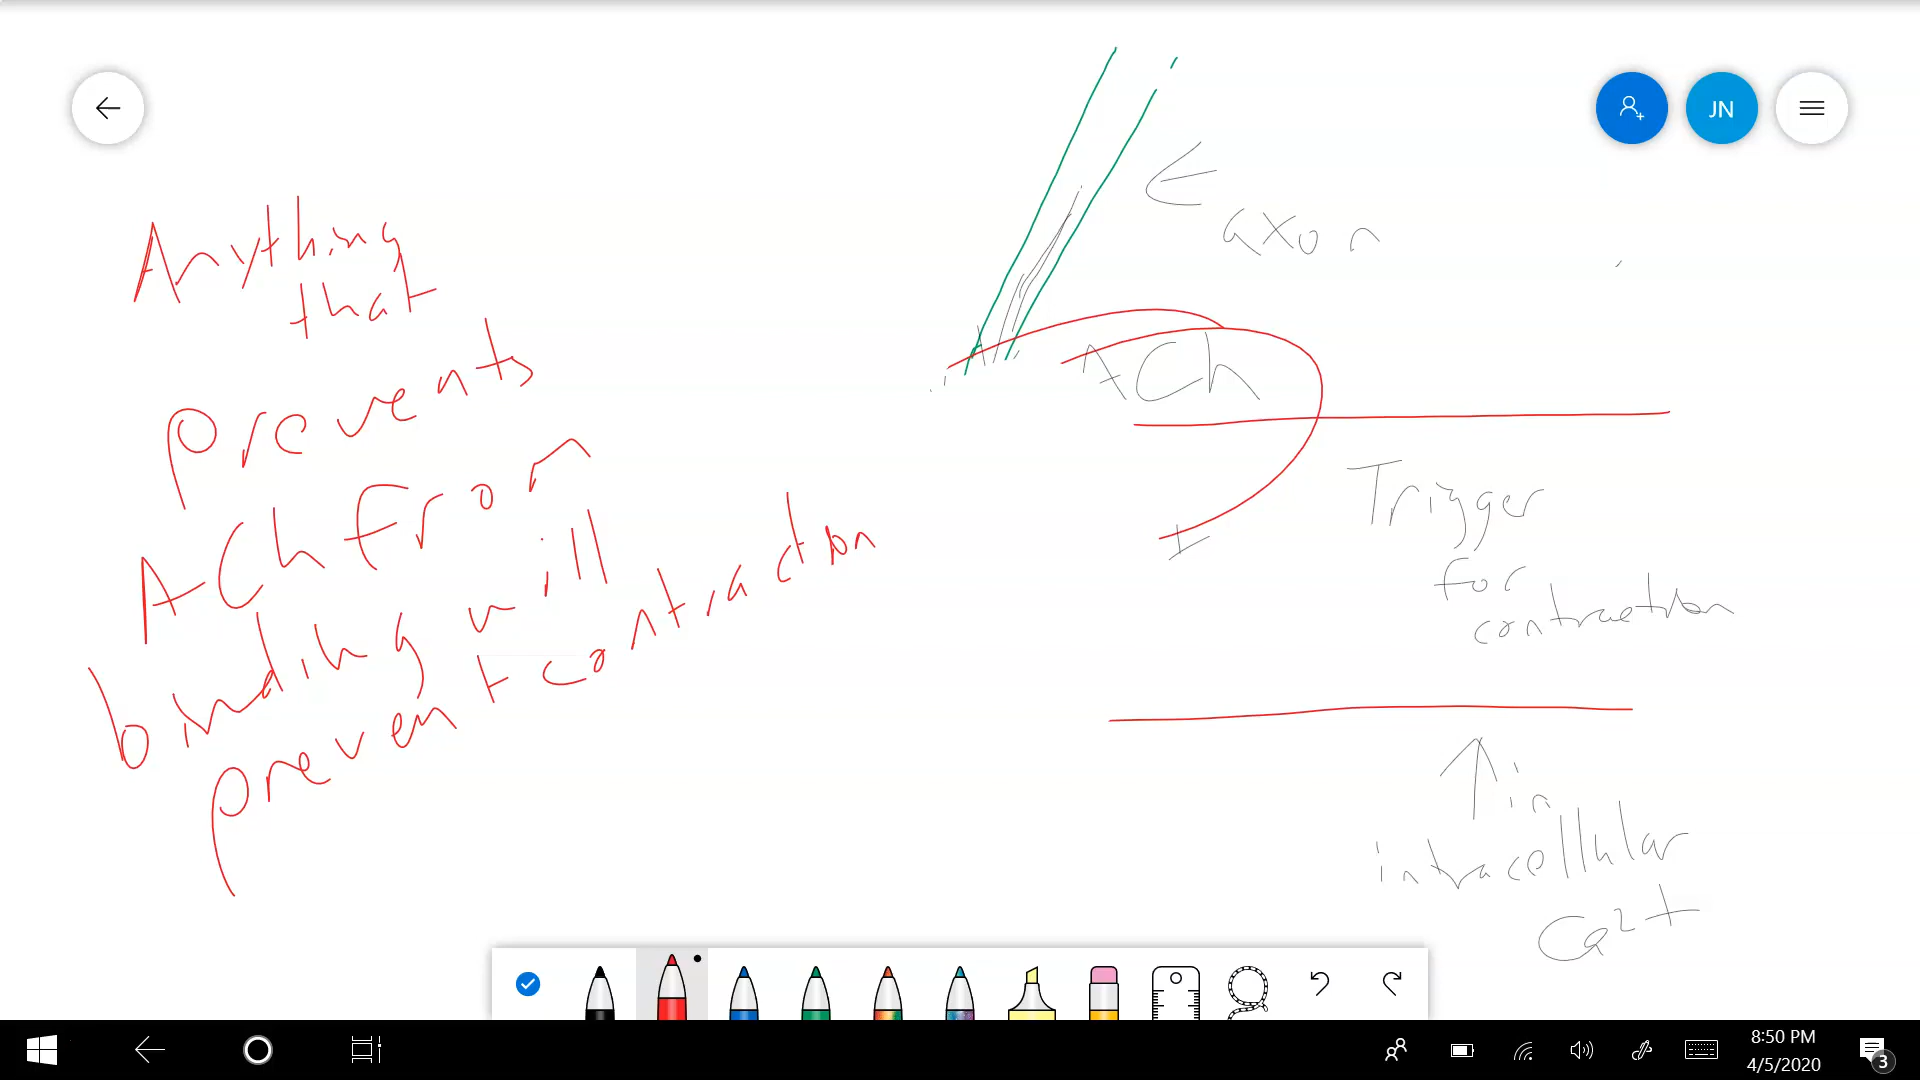 JN
Anything
that
prevents
ACh from
binding will
prevent contraction
axon
ACh
Trigger
for
contraction
↑ in
intracellular
Ca2+
8:50 PM
4/5/2020
3